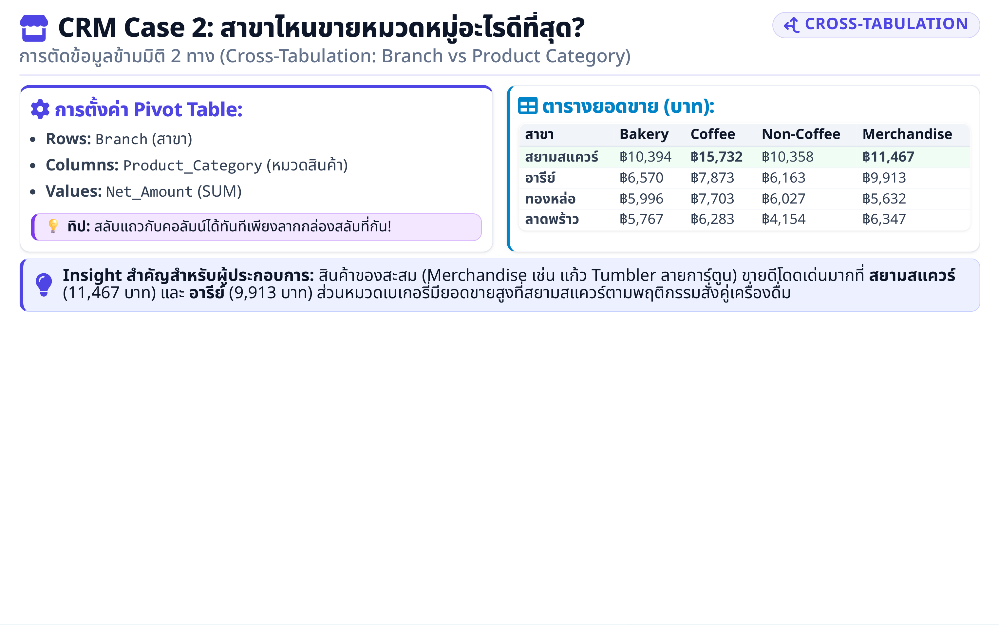 CRM Case 2: สาขาไหนขายหมวดหมู่อะไรดีที่สุด?
CROSS-TABULATION
การตัดข้อมูลข้ามมิติ 2 ทาง (Cross-Tabulation: Branch vs Product Category)
การตั้งค่า Pivot Table:
• Rows: Branch (สาขา)
• Columns: Product_Category (หมวดสินค้า)
• Values: Net_Amount (SUM)
💡 ทิป: สลับแถวกับคอลัมน์ได้ทันทีเพียงลากกล่องสลับที่กัน!
ตารางยอดขาย (บาท):
สาขา Bakery Coffee Non-Coffee Merchandise
สยามสแควร์ ฿10,394 ฿15,732 ฿10,358 ฿11,467
อารีย์ ฿6,570 ฿7,873 ฿6,163 ฿9,913
ทองหล่อ ฿5,996 ฿7,703 ฿6,027 ฿5,632
ลาดพร้าว ฿5,767 ฿6,283 ฿4,154 ฿6,347
Insight สำคัญสำหรับผู้ประกอบการ: สินค้าของสะสม (Merchandise เช่น แก้ว Tumbler ลายการ์ตูน) ขายดีโดดเด่นมากที่ สยามสแควร์
(11,467 บาท) และ อารีย์ (9,913 บาท) ส่วนหมวดเบเกอรี่มียอดขายสูงที่สยามสแควร์ตามพฤติกรรมสั่งคู่เครื่องดื่ม